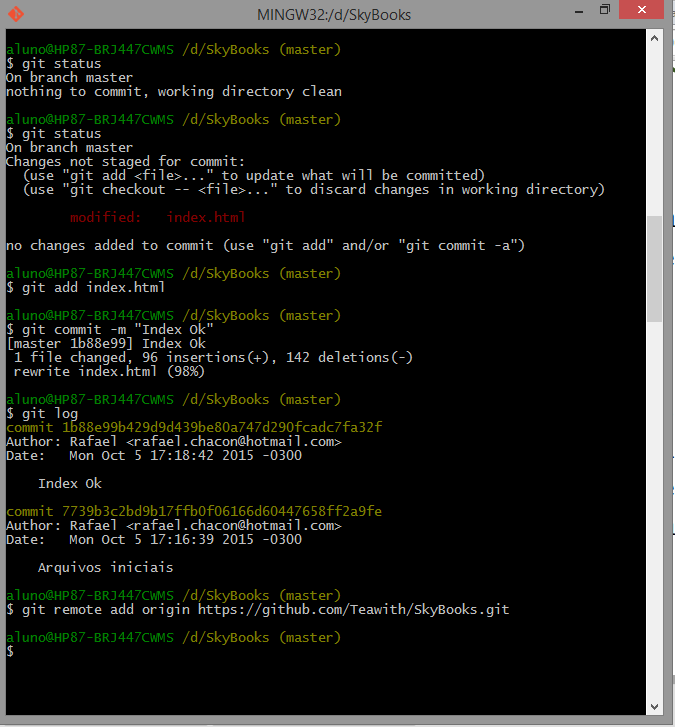 MINGW32:/d/SkyBooks
aluno@HP87-BRJ447CWMS /d/SkyBooks (master)
$ git status
On branch master
nothing to commit, working directory clean
aluno@HP87-BRJ447CWMS /d/SkyBooks (master)
$ git status
On branch master
Changes not staged for commit:
  (use "git add <file>..." to update what will be committed)
  (use "git checkout -- <file>..." to discard changes in working directory)
        modified:   index.html
no changes added to commit (use "git add" and/or "git commit -a")
aluno@HP87-BRJ447CWMS /d/SkyBooks (master)
$ git add index.html
aluno@HP87-BRJ447CWMS /d/SkyBooks (master)
$ git commit -m "Index Ok"
[master 1b88e99] Index Ok
 1 file changed, 96 insertions(+), 142 deletions(-)
 rewrite index.html (98%)
aluno@HP87-BRJ447CWMS /d/SkyBooks (master)
$ git log
commit 1b88e99b429d9d439be80a747d290fcadc7fa32f
Author: Rafael <rafael.chacon@hotmail.com>
Date:   Mon Oct 5 17:18:42 2015 -0300
    Index Ok
commit 7739b3c2bd9b17ffb0f06166d60447658ff2a9fe
Author: Rafael <rafael.chacon@hotmail.com>
Date:   Mon Oct 5 17:16:39 2015 -0300
    Arquivos iniciais
aluno@HP87-BRJ447CWMS /d/SkyBooks (master)
$ git remote add origin https://github.com/Teawith/SkyBooks.git
aluno@HP87-BRJ447CWMS /d/SkyBooks (master)
$